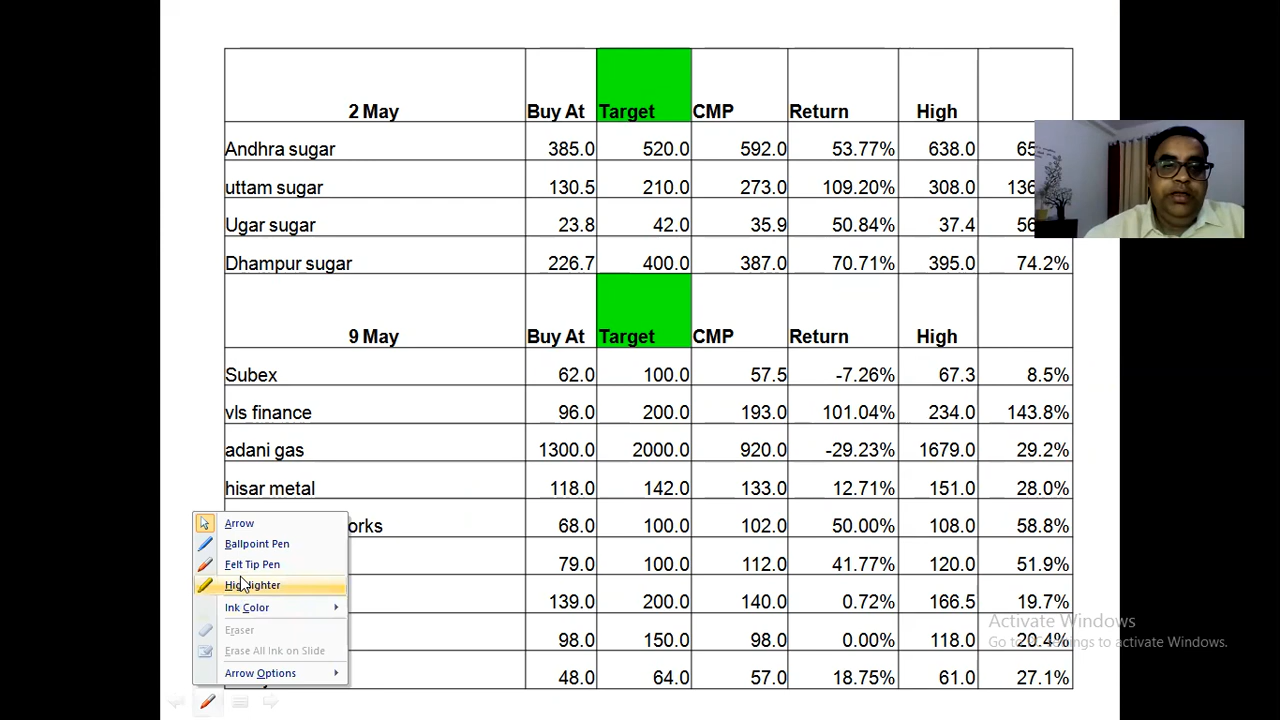 2 May Buy At Target CMP Return High
Andhra sugar 385.0 520.0 592.0 53.77% 638.0 65
uttam sugar 130.5 210.0 273.0 109.20% 308.0 136
Ugar sugar 23.8 42.0 35.9 50.84% 37.4 56
Dhampur sugar 226.7 400.0 387.0 70.71% 395.0 74.2%
9 May Buy At Target CMP Return High
Subex 62.0 100.0 57.5 -7.26% 67.3 8.5%
vls finance 96.0 200.0 193.0 101.04% 234.0 143.8%
adani gas 1300.0 2000.0 920.0 -29.23% 1679.0 29.2%
hisar metal 118.0 142.0 133.0 12.71% 151.0 28.0%
orks 68.0 100.0 102.0 50.00% 108.0 58.8%
79.0 100.0 112.0 41.77% 120.0 51.9%
139.0 200.0 140.0 0.72% 166.5 19.7%
98.0 150.0 98.0 0.00% 118.0 20.4%
48.0 64.0 57.0 18.75% 61.0 27.1%
Arrow
Ballpoint Pen
Felt Tip Pen
Highlighter
Ink Color
Eraser
Erase All Ink on Slide
Arrow Options
Activate Windows
Go to PC settings to activate Windows.